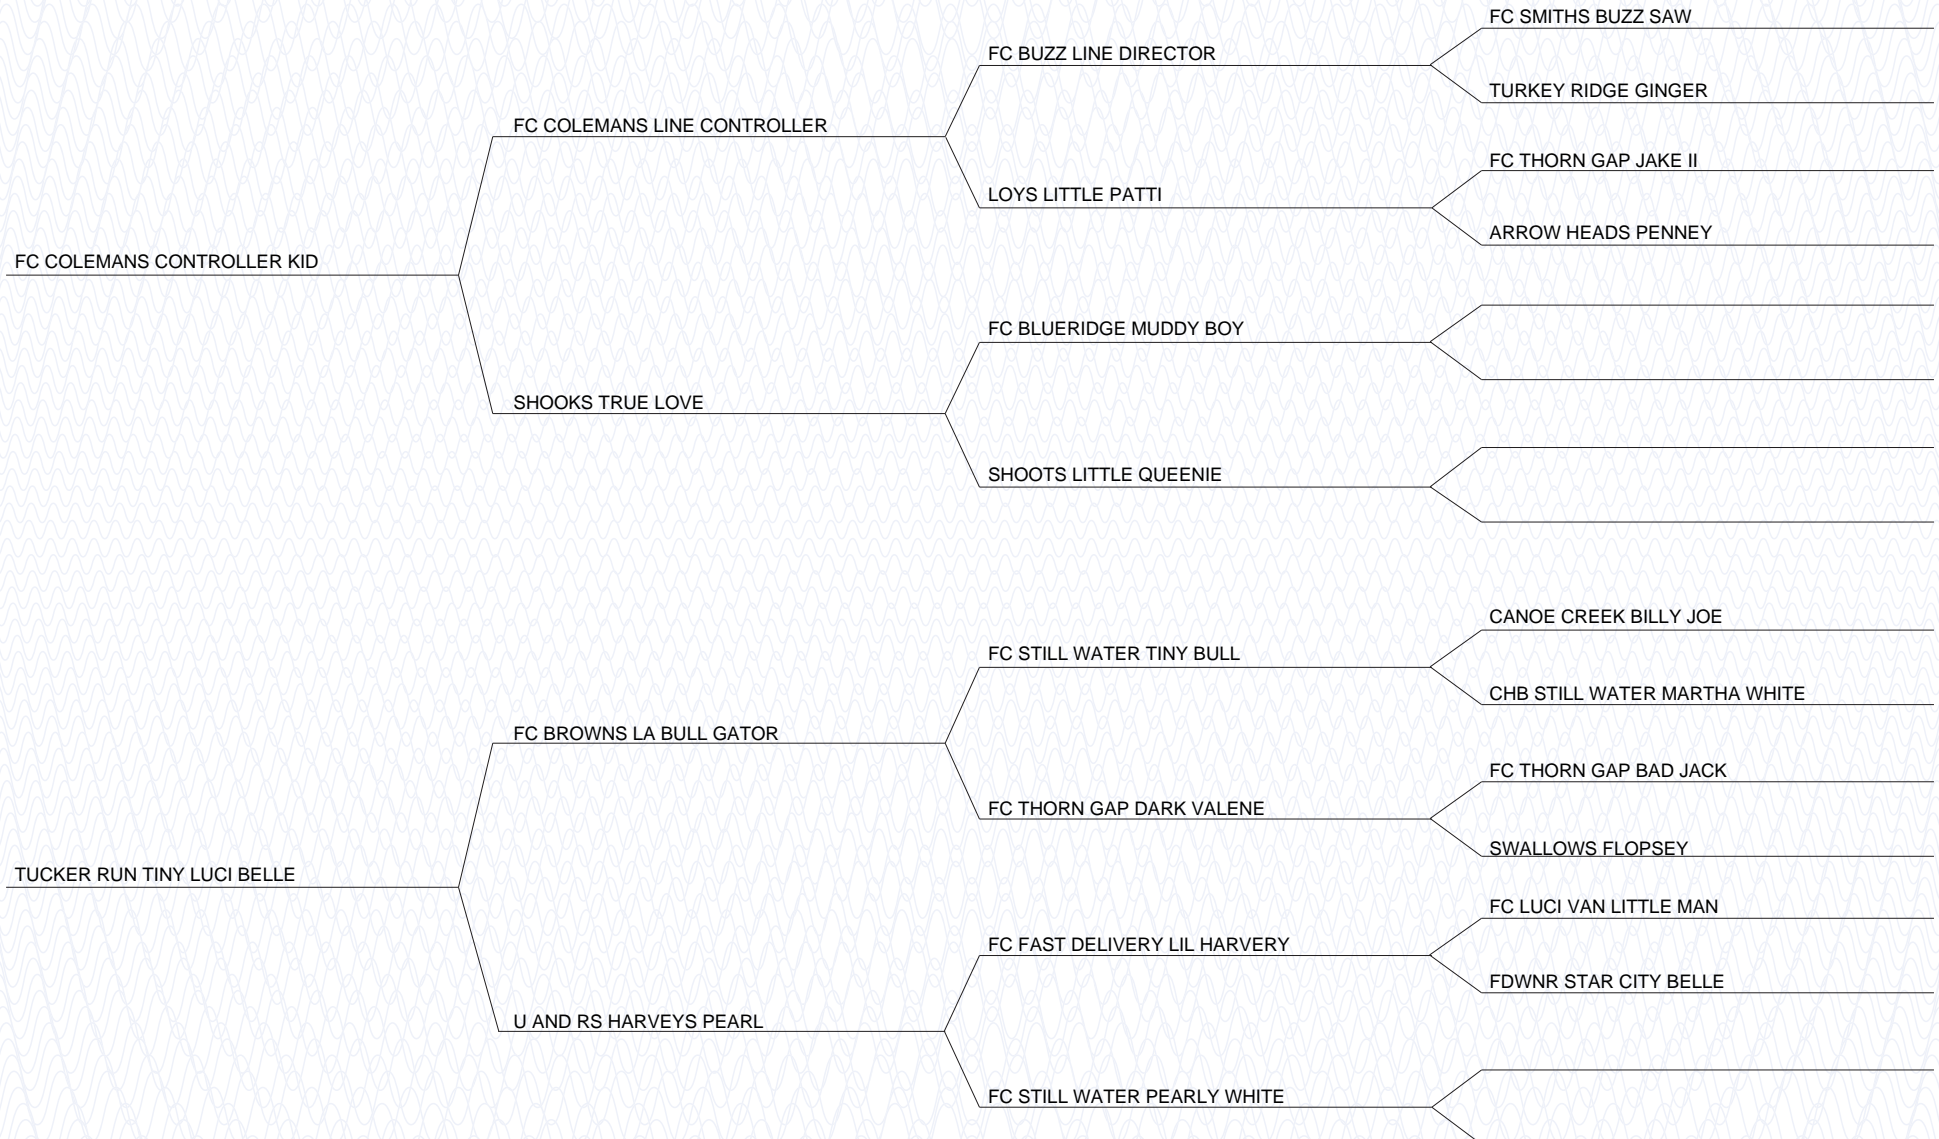 FC SMITHS BUZZ SAW
FC BUZZ LINE DIRECTOR
TURKEY RIDGE GINGER
FC COLEMANS LINE CONTROLLER
FC THORN GAP JAKE II
LOYS LITTLE PATTI
ARROW HEADS PENNEY
FC COLEMANS CONTROLLER KID
FC BLUERIDGE MUDDY BOY
SHOOKS TRUE LOVE
SHOOTS LITTLE QUEENIE
CANOE CREEK BILLY JOE
FC STILL WATER TINY BULL
CHB STILL WATER MARTHA WHITE
FC BROWNS LA BULL GATOR
FC THORN GAP BAD JACK
FC THORN GAP DARK VALENE
SWALLOWS FLOPSEY
TUCKER RUN TINY LUCI BELLE
FC LUCI VAN LITTLE MAN
FC FAST DELIVERY LIL HARVERY
FDWNR STAR CITY BELLE
U AND RS HARVEYS PEARL
FC STILL WATER PEARLY WHITE